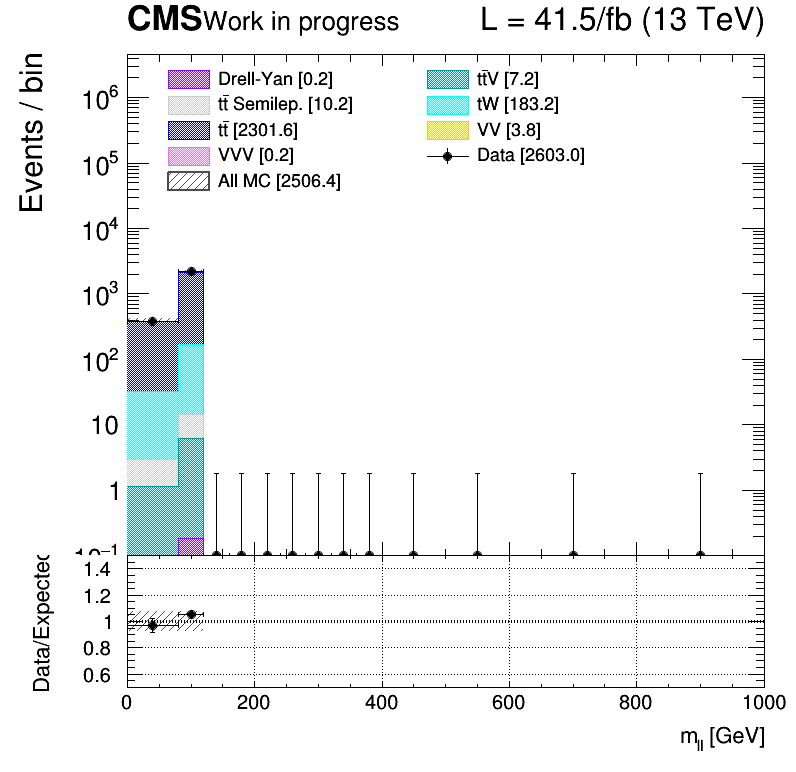 CMS Work in progress L = 41.5/fb (13 TeV)
Events / bin
Drell-Yan [0.2]
tt̄ Semilep. [10.2]
tt̄ [2301.6]
VVV [0.2]
All MC [2506.4]
tt̄V [7.2]
tW [183.2]
VV [3.8]
Data [2603.0]
10⁶
10⁵
10⁴
10³
10²
10
1
10⁻¹
Data/Expected
1.4
1.2
1
0.8
0.6
0 200 400 600 800 1000
m_ll [GeV]